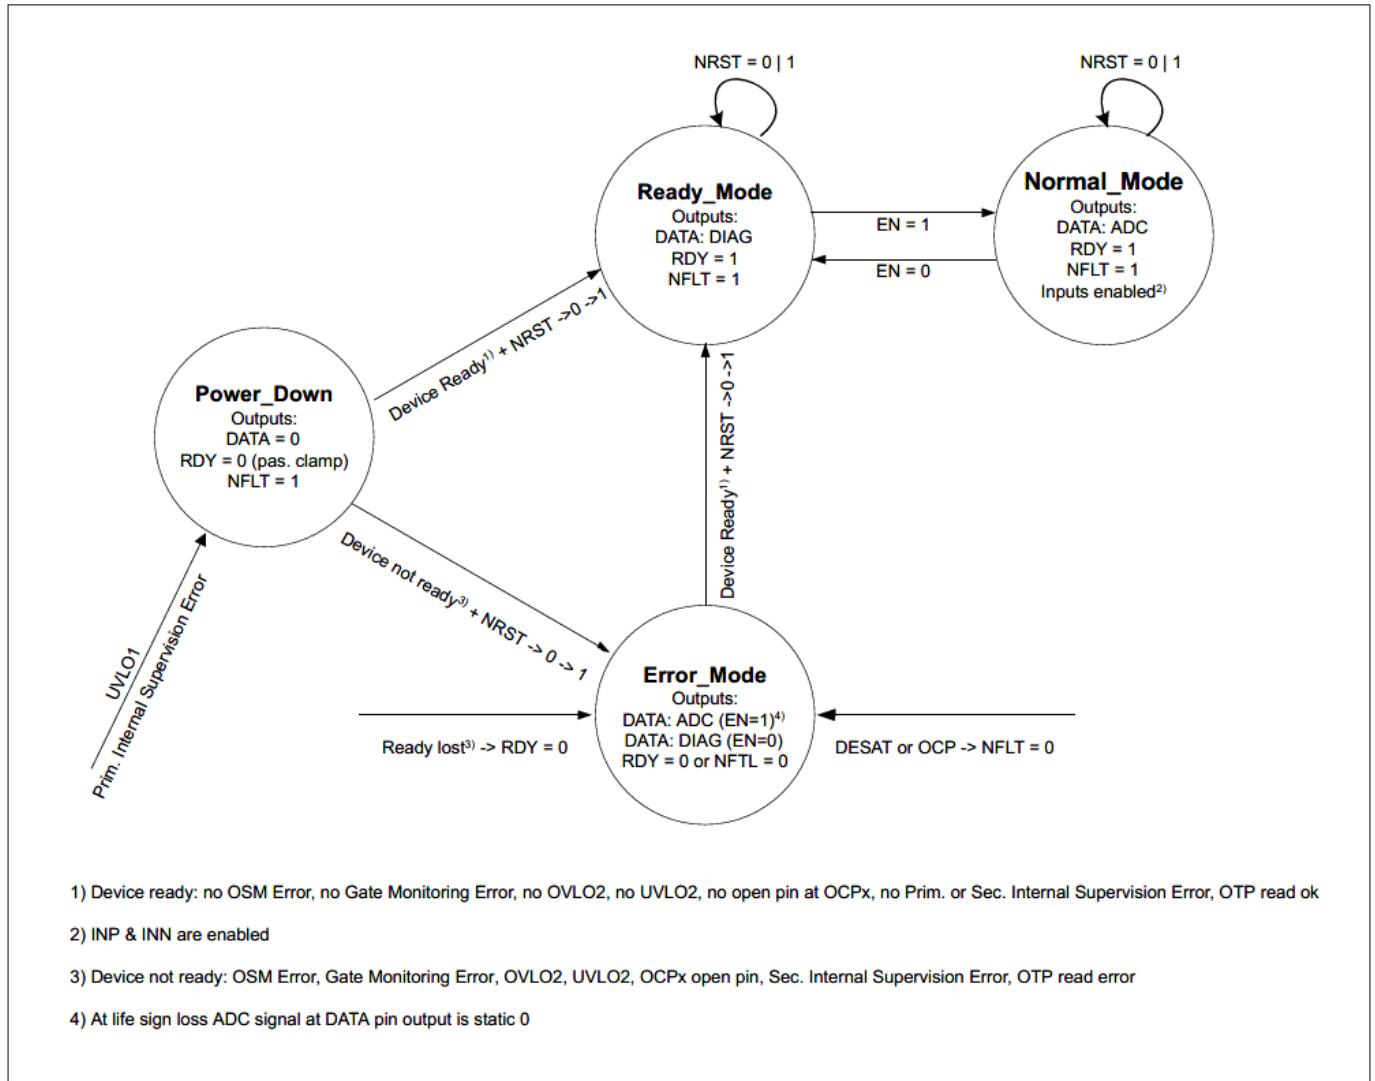 NRST = 0 | 1
NRST = 0 | 1
Ready_Mode
Outputs:
DATA: DIAG
RDY = 1
NFLT = 1
EN = 1
EN = 0
Normal_Mode
Outputs:
DATA: ADC
RDY = 1
NFLT = 1
Inputs enabled2)
Device Ready1) + NRST ->0 ->1
Power_Down
Outputs:
DATA = 0
RDY = 0 (pas. clamp)
NFLT = 1
Device Ready1) + NRST ->0 ->1
Device not ready3) + NRST -> 0 -> 1
UVLO1
Prim. Internal Supervision Error
Error_Mode
Outputs:
DATA: ADC (EN=1)4)
DATA: DIAG (EN=0)
RDY = 0 or NFTL = 0
Ready lost3) -> RDY = 0
DESAT or OCP -> NFLT = 0
1) Device ready: no OSM Error, no Gate Monitoring Error, no OVLO2, no UVLO2, no open pin at OCPx, no Prim. or Sec. Internal Supervision Error, OTP read ok
2) INP & INN are enabled
3) Device not ready: OSM Error, Gate Monitoring Error, OVLO2, UVLO2, OCPx open pin, Sec. Internal Supervision Error, OTP read error
4) At life sign loss ADC signal at DATA pin output is static 0